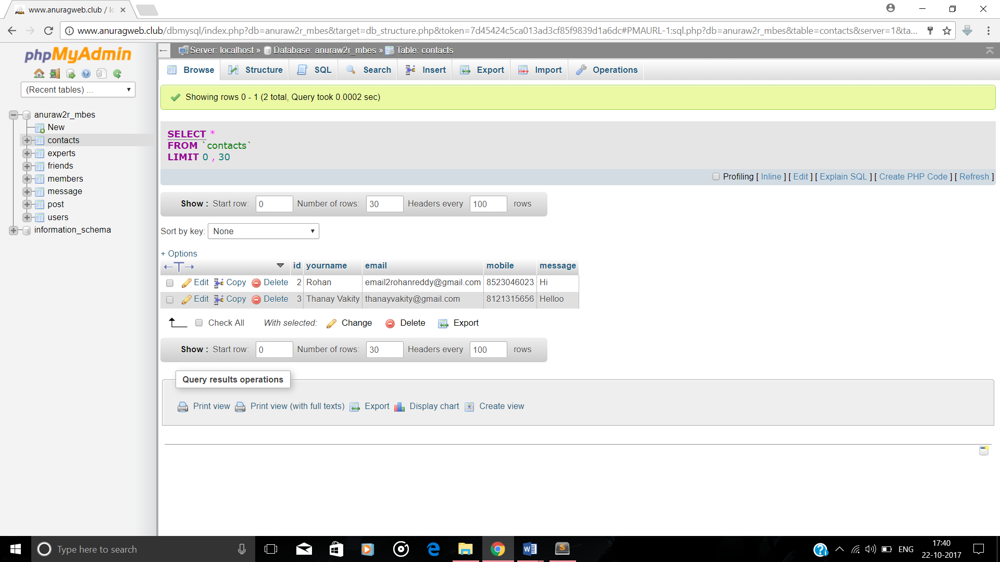 www.anuragweb.club / lo
www.anuragweb.club/dbmysql/index.php?db=anuraw2r_mbes&target=db_structure.php&token=7d45424c5ca013ad3cf85f9839d1a6dc#PMAURL-1:sql.php?db=anuraw2r_mbes&table=contacts&server=1&ta...
phpMyAdmin
(Recent tables) ...
anuraw2r_mbes
New
contacts
experts
friends
members
message
post
users
information_schema
Server: localhost » Database: anuraw2r_mbes » Table: contacts
Browse Structure SQL Search Insert Export Import Operations
Showing rows 0 - 1 (2 total, Query took 0.0002 sec)
SELECT *
FROM `contacts`
LIMIT 0 , 30
Profiling [ Inline ] [ Edit ] [ Explain SQL ] [ Create PHP Code ] [ Refresh ]
Show : Start row: 0 Number of rows: 30 Headers every 100 rows
Sort by key: None
+ Options
←T→ id yourname email mobile message
Edit Copy Delete 2 Rohan email2rohanreddy@gmail.com 8523046023 Hi
Edit Copy Delete 3 Thanay Vakity thanayvakity@gmail.com 8121315656 Helloo
Check All With selected: Change Delete Export
Show : Start row: 0 Number of rows: 30 Headers every 100 rows
Query results operations
Print view Print view (with full texts) Export Display chart Create view
Type here to search
ENG
17:40
22-10-2017